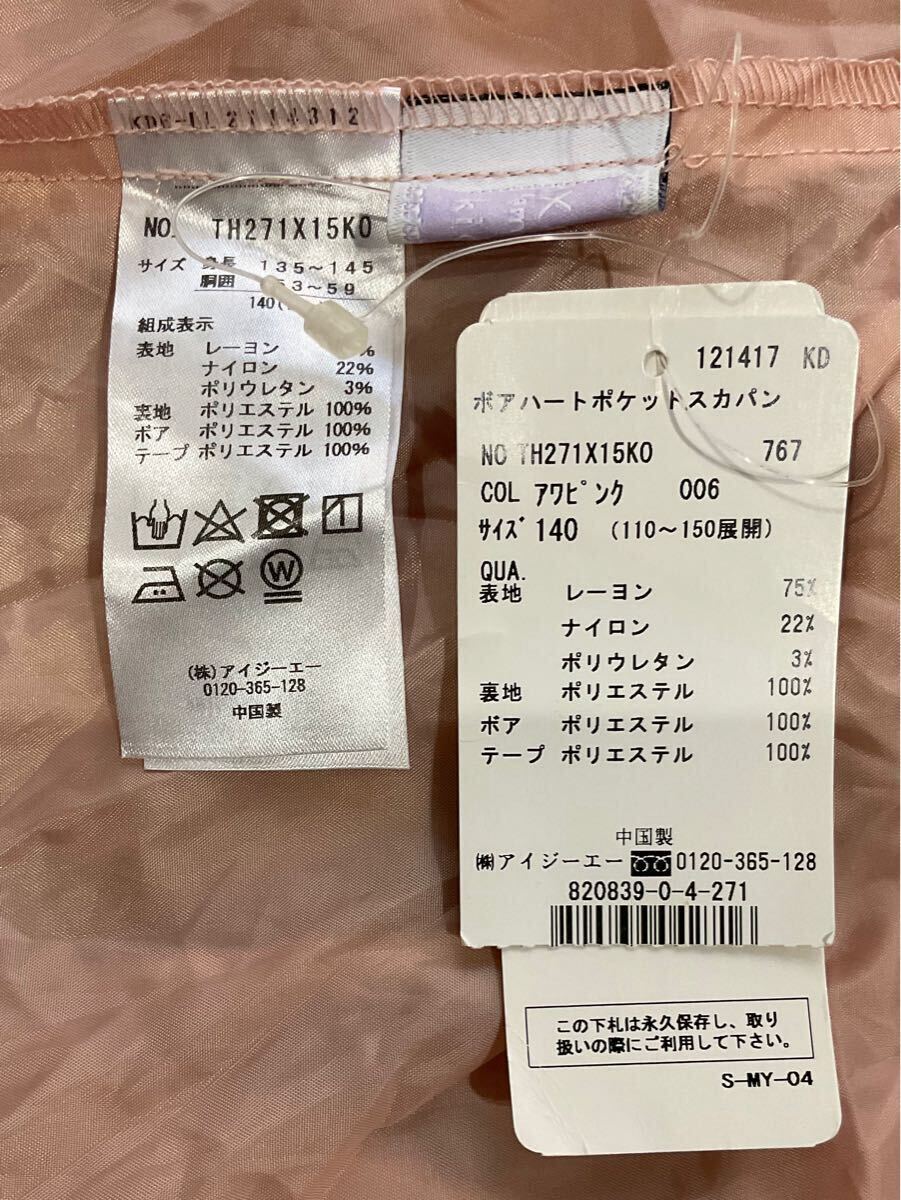 NO. TH271X15KO
サイズ 身長 135~145
胴囲 53~59
140
組成表示
表地 レーヨン %
ナイロン 22%
ポリウレタン 3%
裏地 ポリエステル 100%
ボア ポリエステル 100%
テープ ポリエステル 100%
W
(株)アイジーエー
0120-365-128
中国製
121417 KD
ボアハートポケットスカパン
NO TH271X15KO 767
COL アワピンク 006
サイズ 140 (110~150展開)
QUA.
表地 レーヨン 75%
ナイロン 22%
ポリウレタン 3%
裏地 ポリエステル 100%
ボア ポリエステル 100%
テープ ポリエステル 100%
中国製
㈱アイジーエー 0120-365-128
820839-0-4-271
この下札は永久保存し、取り
扱いの際にご利用して下さい。
S-MY-04